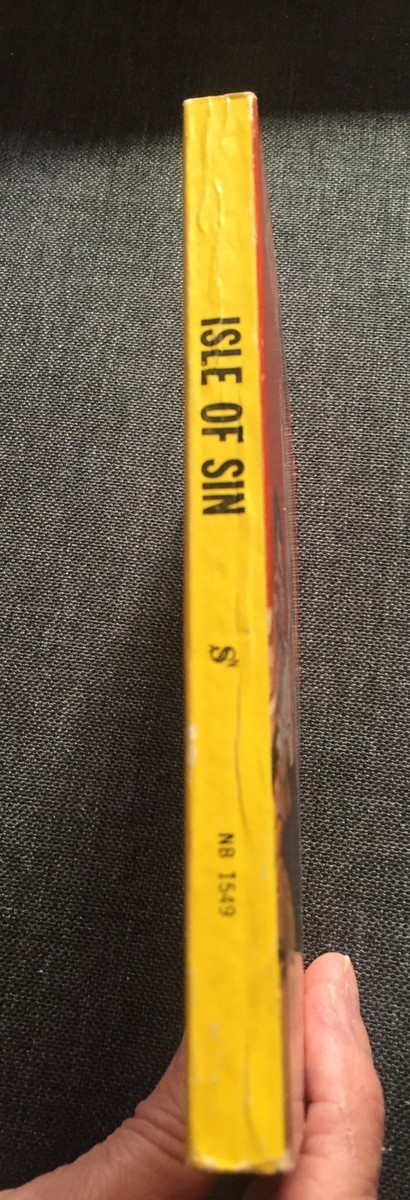 ISLE OF SIN
NB 1549